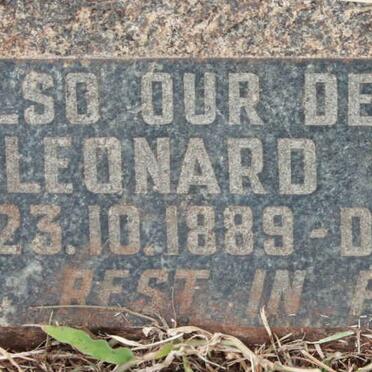 LSO OUR DE
LEONARD
23.10.1889 - D
REST IN